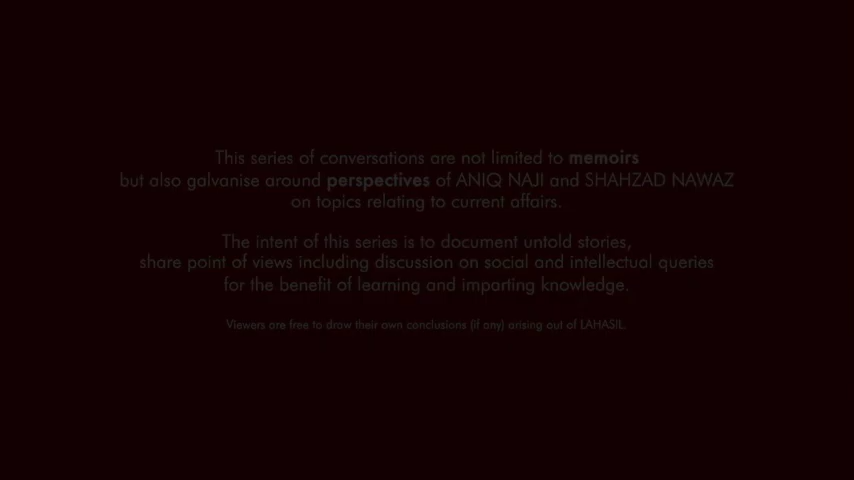 This series of conversations are not limited to memoirs
but also galvanise around perspectives of ANIQ NAJI and SHAHZAD NAWAZ
on topics relating to current affairs.
The intent of this series is to document untold stories,
share point of views including discussion on social and intellectual queries
for the benefit of learning and imparting knowledge.
Viewers are free to draw their own conclusions (if any) arising out of LAHASIL.